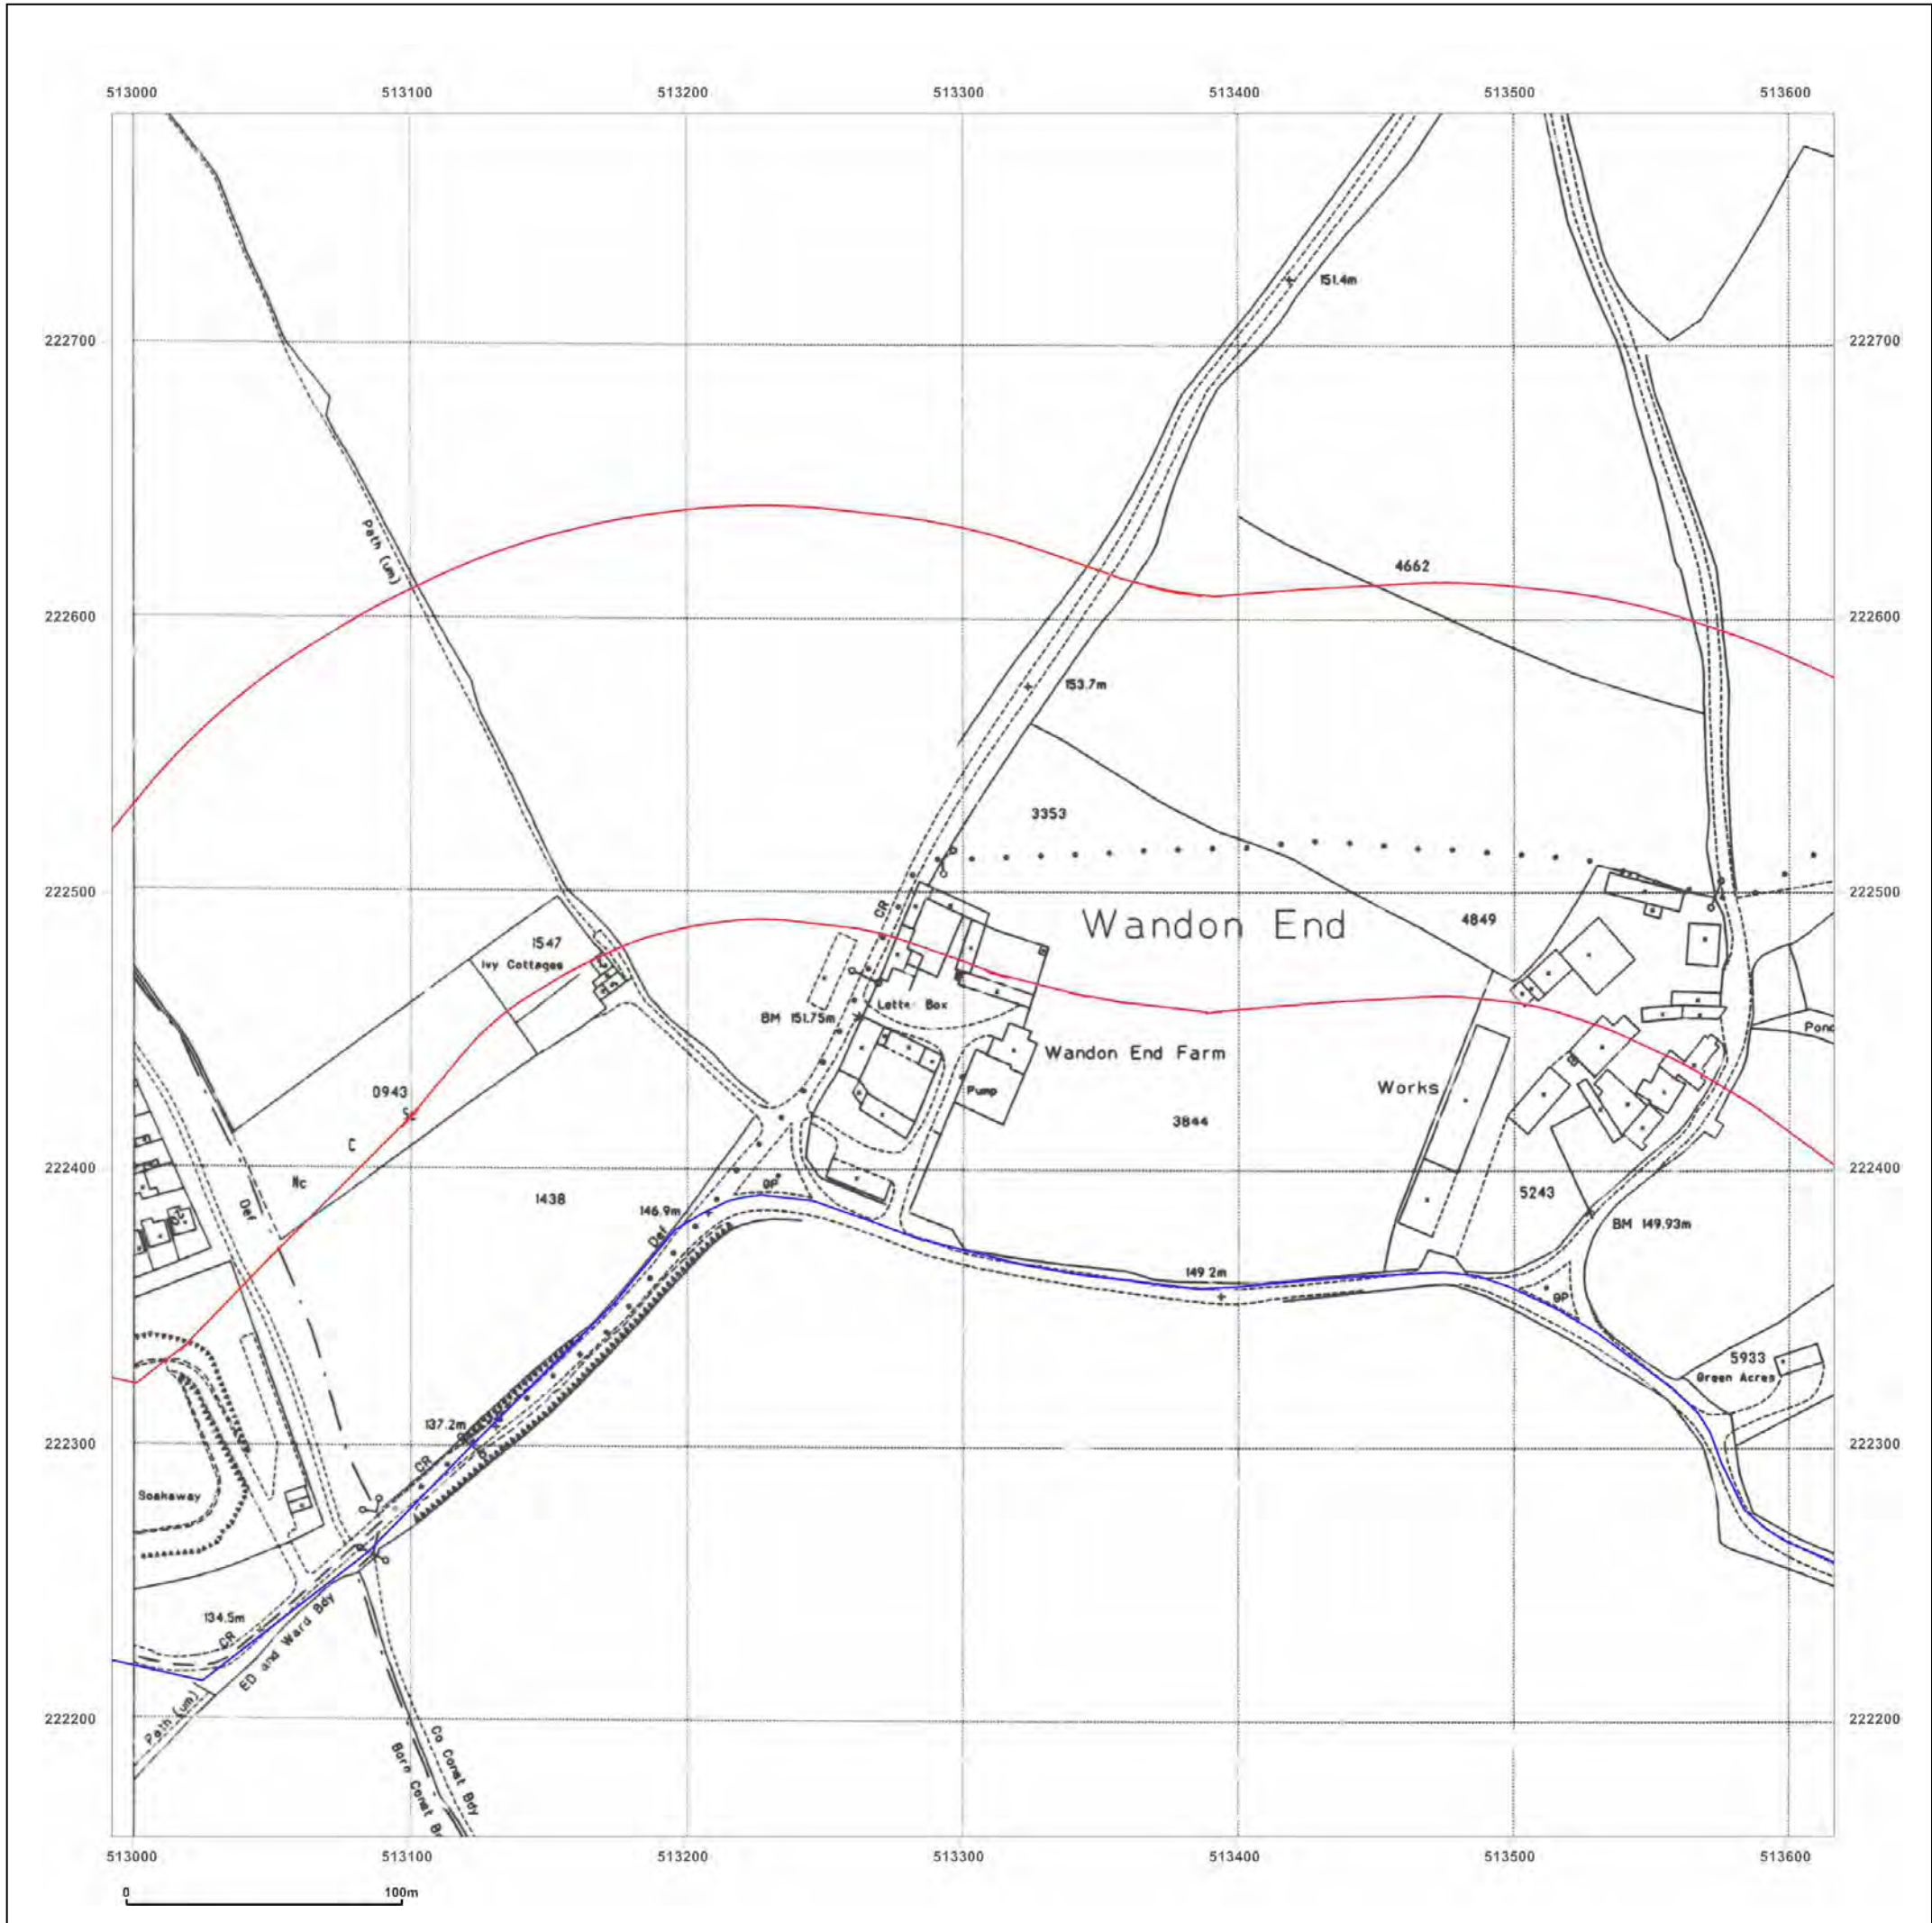 513000 513100 513200 513300 513400 513500 513600
151.4m
222700 222700
Path (um)
4662
222600 222600
153.7m
3353
222500 222500
CR
Wandon End
4849
1547
Ivy Cottages
Letter Box
BM 151.75m
Pond
Wandon End Farm
Pump
Works
0943
3844
C
222400 222400
Nc
GP
5243
1438
Def
146.9m
BM 149.93m
Def
149.2m
GP
5933
Green Acres
137.2m
222300 222300
CR
Soakaway
134.5m
CR
ED and Ward Bdy
Path (um)
222200 222200
Co Const Bdy
Boro Const B
513000 513100 513200 513300 513400 513500 513600
0 100m